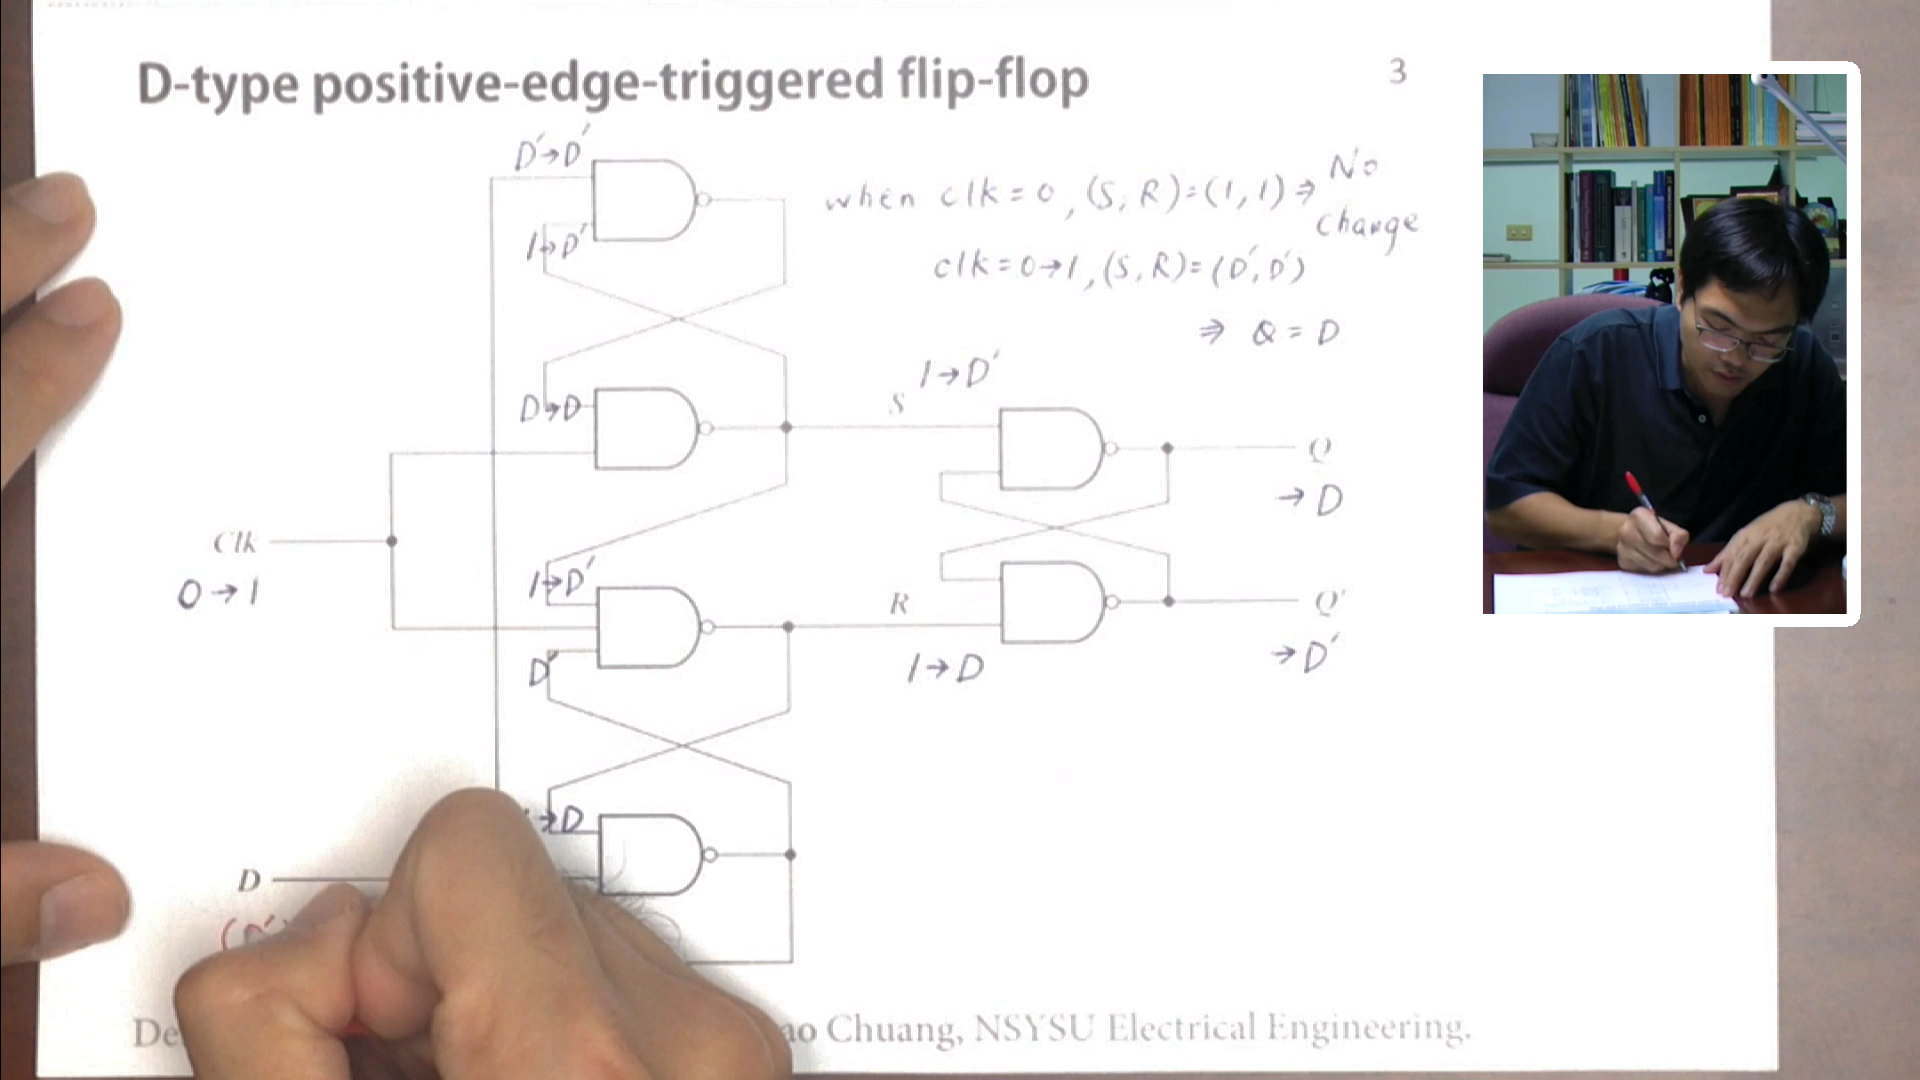 D-type positive-edge-triggered flip-flop
3
D'→D'
when clk = 0, (S, R) = (1, 1) ⇒ No change
1→D'
clk = 0→1, (S, R) = (D', D')
⇒ Q = D
1→D'
S
D→D
Q
→ D
Clk
0 → 1
1→D'
R
Q'
D'
1→D
→ D'
→D
D
ao Chuang, NSYSU Electrical Engineering.